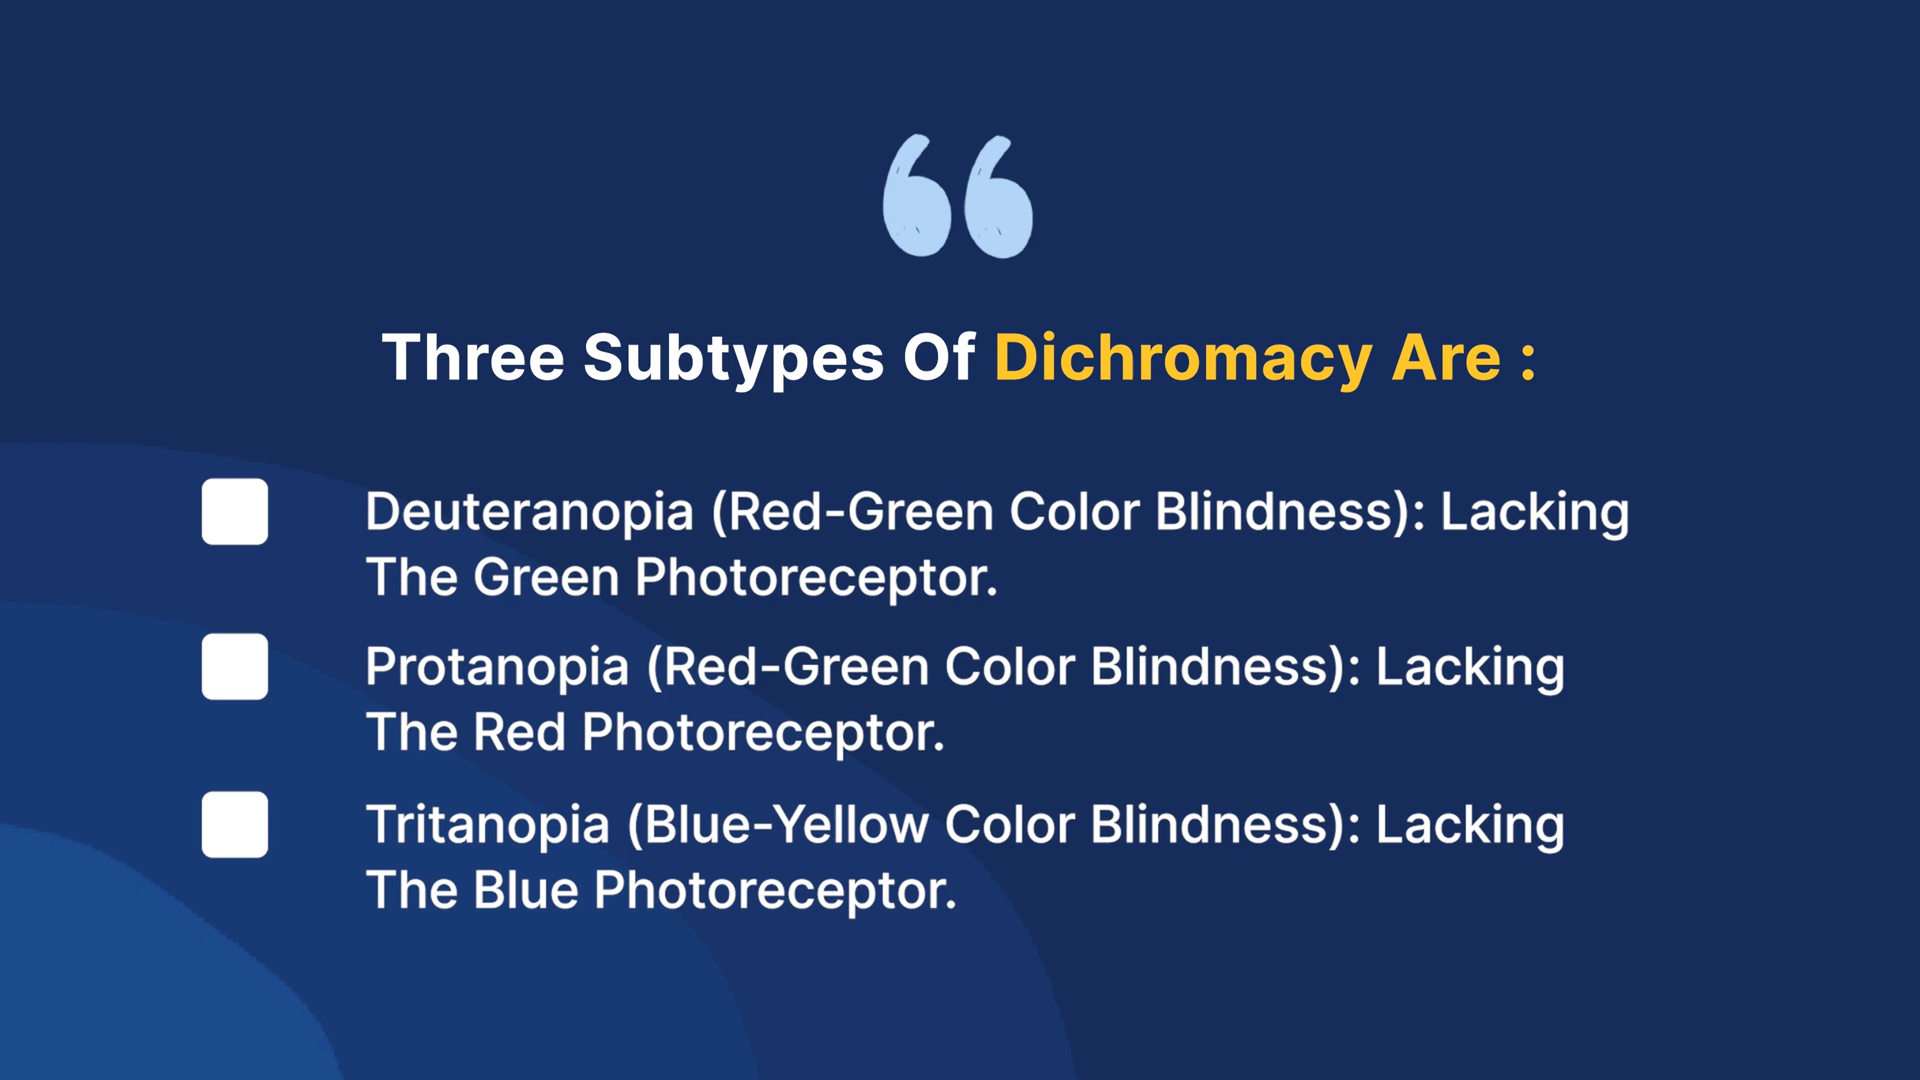 “
Three Subtypes Of Dichromacy Are :
Deuteranopia (Red-Green Color Blindness): Lacking
The Green Photoreceptor.
Protanopia (Red-Green Color Blindness): Lacking
The Red Photoreceptor.
Tritanopia (Blue-Yellow Color Blindness): Lacking
The Blue Photoreceptor.